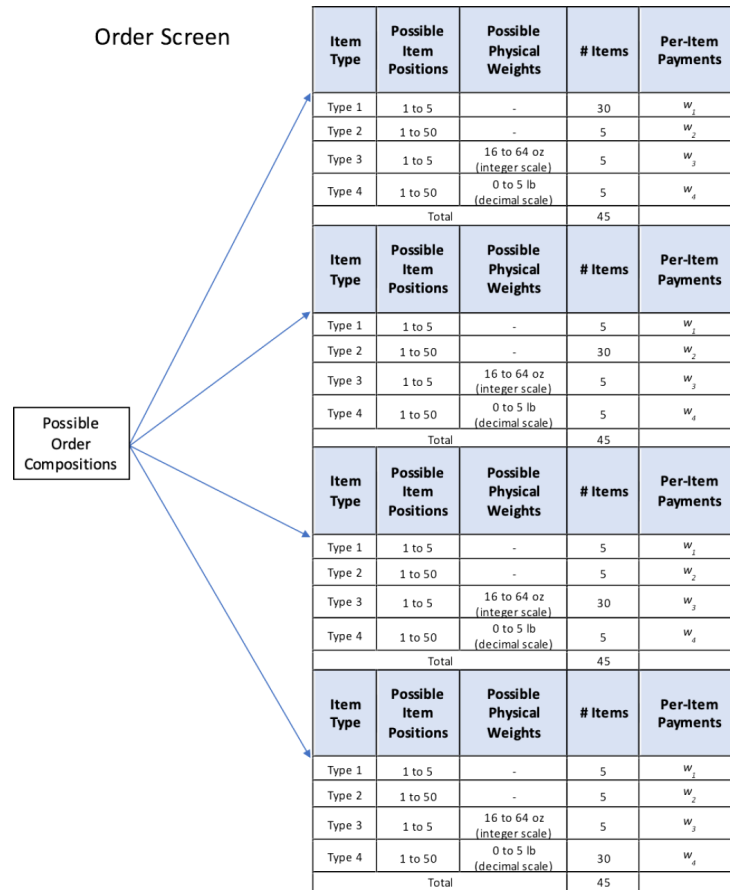 Order Screen
Item Type Possible Item Positions Possible Physical Weights # Items Per-Item Payments
Type 1 1 to 5 - 30 w1
Type 2 1 to 50 - 5 w2
Type 3 1 to 5 16 to 64 oz (integer scale) 5 w3
Type 4 1 to 50 0 to 5 lb (decimal scale) 5 w4
Total 45
Item Type Possible Item Positions Possible Physical Weights # Items Per-Item Payments
Type 1 1 to 5 - 5 w1
Type 2 1 to 50 - 30 w2
Type 3 1 to 5 16 to 64 oz (integer scale) 5 w3
Type 4 1 to 50 0 to 5 lb (decimal scale) 5 w4
Total 45
Possible
Order
Compositions
Item Type Possible Item Positions Possible Physical Weights # Items Per-Item Payments
Type 1 1 to 5 - 5 w1
Type 2 1 to 50 - 5 w2
Type 3 1 to 5 16 to 64 oz (integer scale) 30 w3
Type 4 1 to 50 0 to 5 lb (decimal scale) 5 w4
Total 45
Item Type Possible Item Positions Possible Physical Weights # Items Per-Item Payments
Type 1 1 to 5 - 5 w1
Type 2 1 to 50 - 5 w2
Type 3 1 to 5 16 to 64 oz (integer scale) 5 w3
Type 4 1 to 50 0 to 5 lb (decimal scale) 30 w4
Total 45